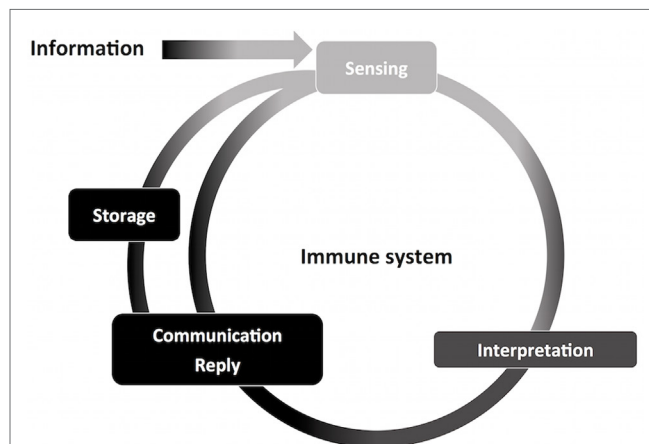 Information
Sensing
Storage
Immune system
Communication
Reply
Interpretation